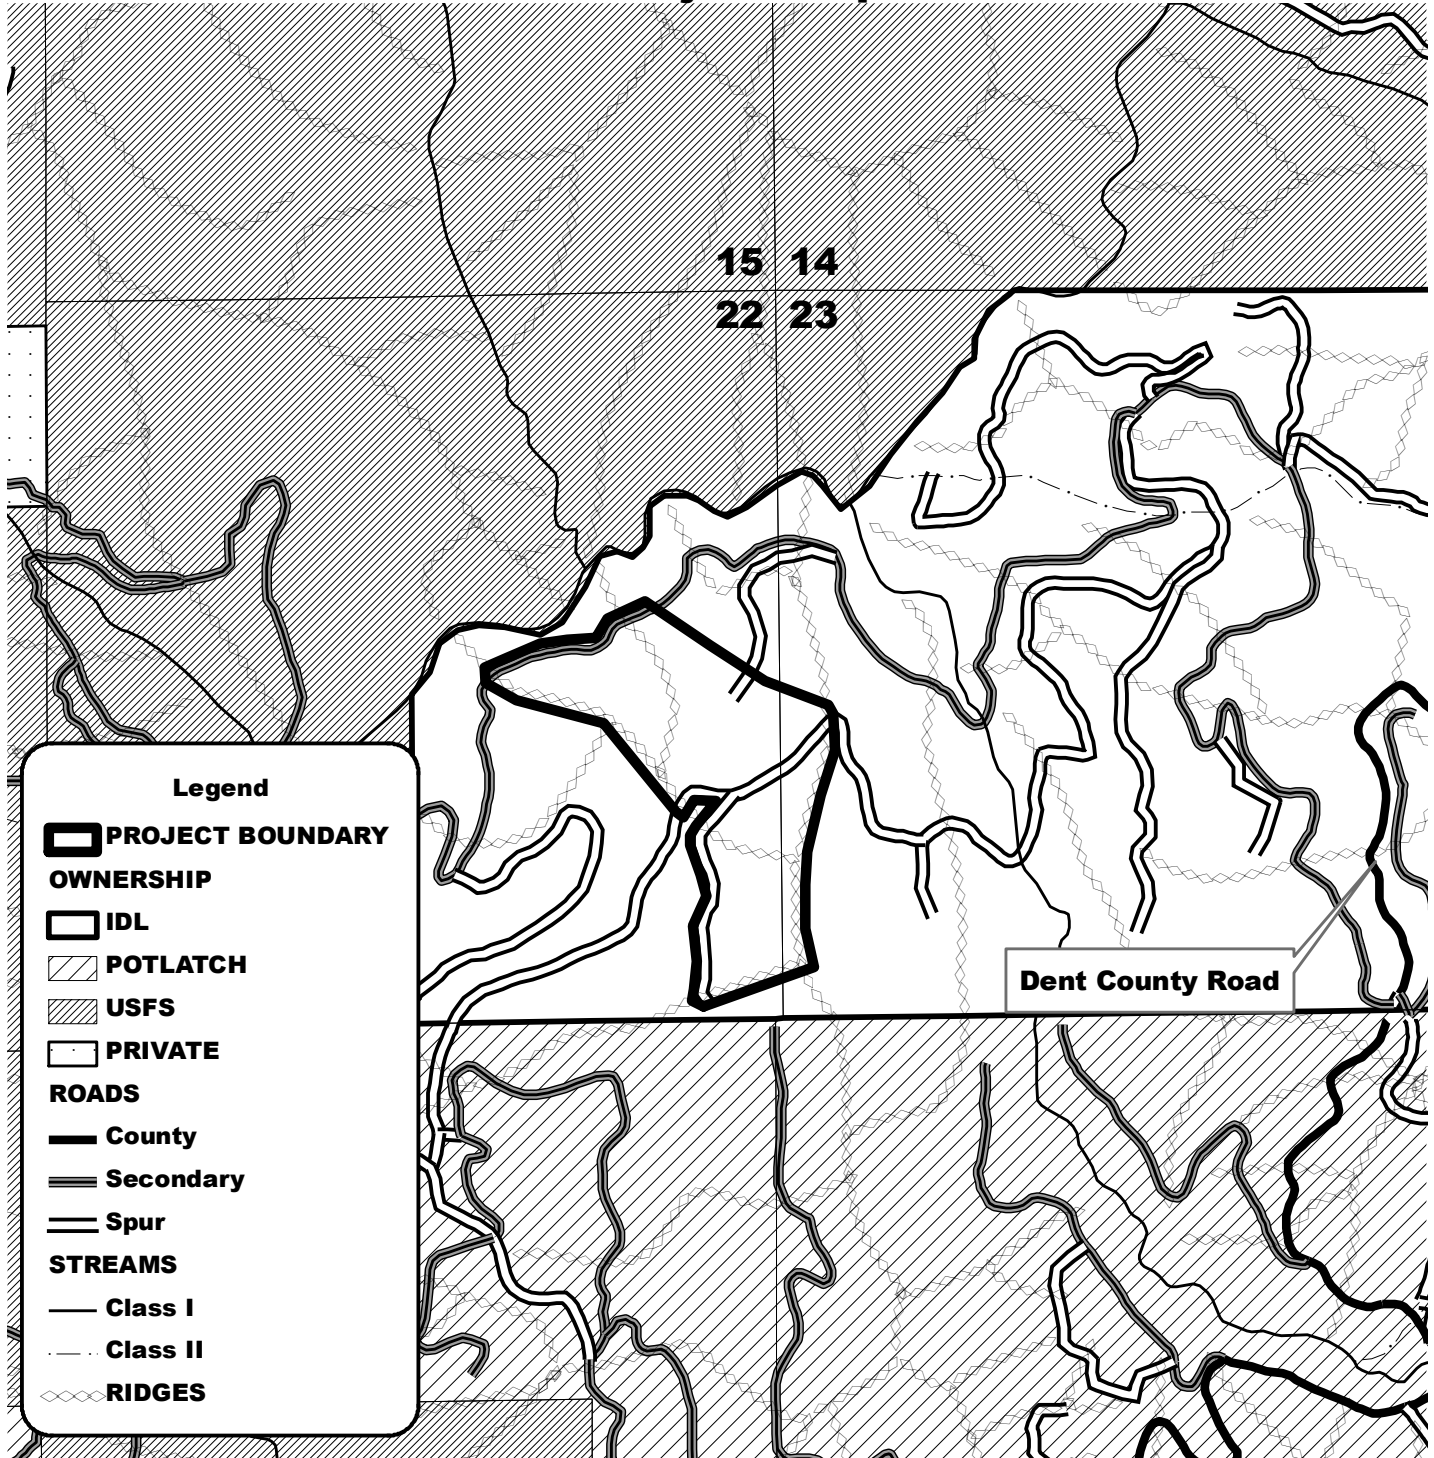 15 14
22 23
Dent County Road
Legend
PROJECT BOUNDARY
OWNERSHIP
IDL
POTLATCH
USFS
PRIVATE
ROADS
County
Secondary
Spur
STREAMS
Class I
Class II
RIDGES